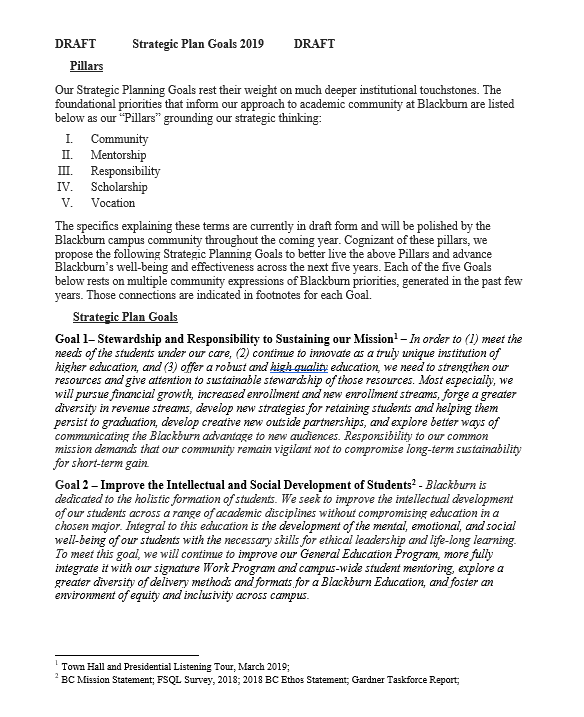 DRAFT Strategic Plan Goals 2019 DRAFT
Pillars
Our Strategic Planning Goals rest their weight on much deeper institutional touchstones. The
foundational priorities that inform our approach to academic community at Blackburn are listed
below as our “Pillars” grounding our strategic thinking:
I. Community
II. Mentorship
III. Responsibility
IV. Scholarship
V. Vocation
The specifics explaining these terms are currently in draft form and will be polished by the
Blackburn campus community throughout the coming year. Cognizant of these pillars, we
propose the following Strategic Planning Goals to better live the above Pillars and advance
Blackburn’s well-being and effectiveness across the next five years. Each of the five Goals
below rests on multiple community expressions of Blackburn priorities, generated in the past few
years. Those connections are indicated in footnotes for each Goal.
Strategic Plan Goals
Goal 1– Stewardship and Responsibility to Sustaining our Mission¹ – In order to (1) meet the
needs of the students under our care, (2) continue to innovate as a truly unique institution of
higher education, and (3) offer a robust and high quality education, we need to strengthen our
resources and give attention to sustainable stewardship of those resources. Most especially, we
will pursue financial growth, increased enrollment and new enrollment streams, forge a greater
diversity in revenue streams, develop new strategies for retaining students and helping them
persist to graduation, develop creative new outside partnerships, and explore better ways of
communicating the Blackburn advantage to new audiences. Responsibility to our common
mission demands that our community remain vigilant not to compromise long-term sustainability
for short-term gain.
Goal 2 – Improve the Intellectual and Social Development of Students² - Blackburn is
dedicated to the holistic formation of students. We seek to improve the intellectual development
of our students across a range of academic disciplines without compromising education in a
chosen major. Integral to this education is the development of the mental, emotional, and social
well-being of our students with the necessary skills for ethical leadership and life-long learning.
To meet this goal, we will continue to improve our General Education Program, more fully
integrate it with our signature Work Program and campus-wide student mentoring, explore a
greater diversity of delivery methods and formats for a Blackburn Education, and foster an
environment of equity and inclusivity across campus.
¹ Town Hall and Presidential Listening Tour, March 2019;
² BC Mission Statement; FSQL Survey, 2018; 2018 BC Ethos Statement; Gardner Taskforce Report;